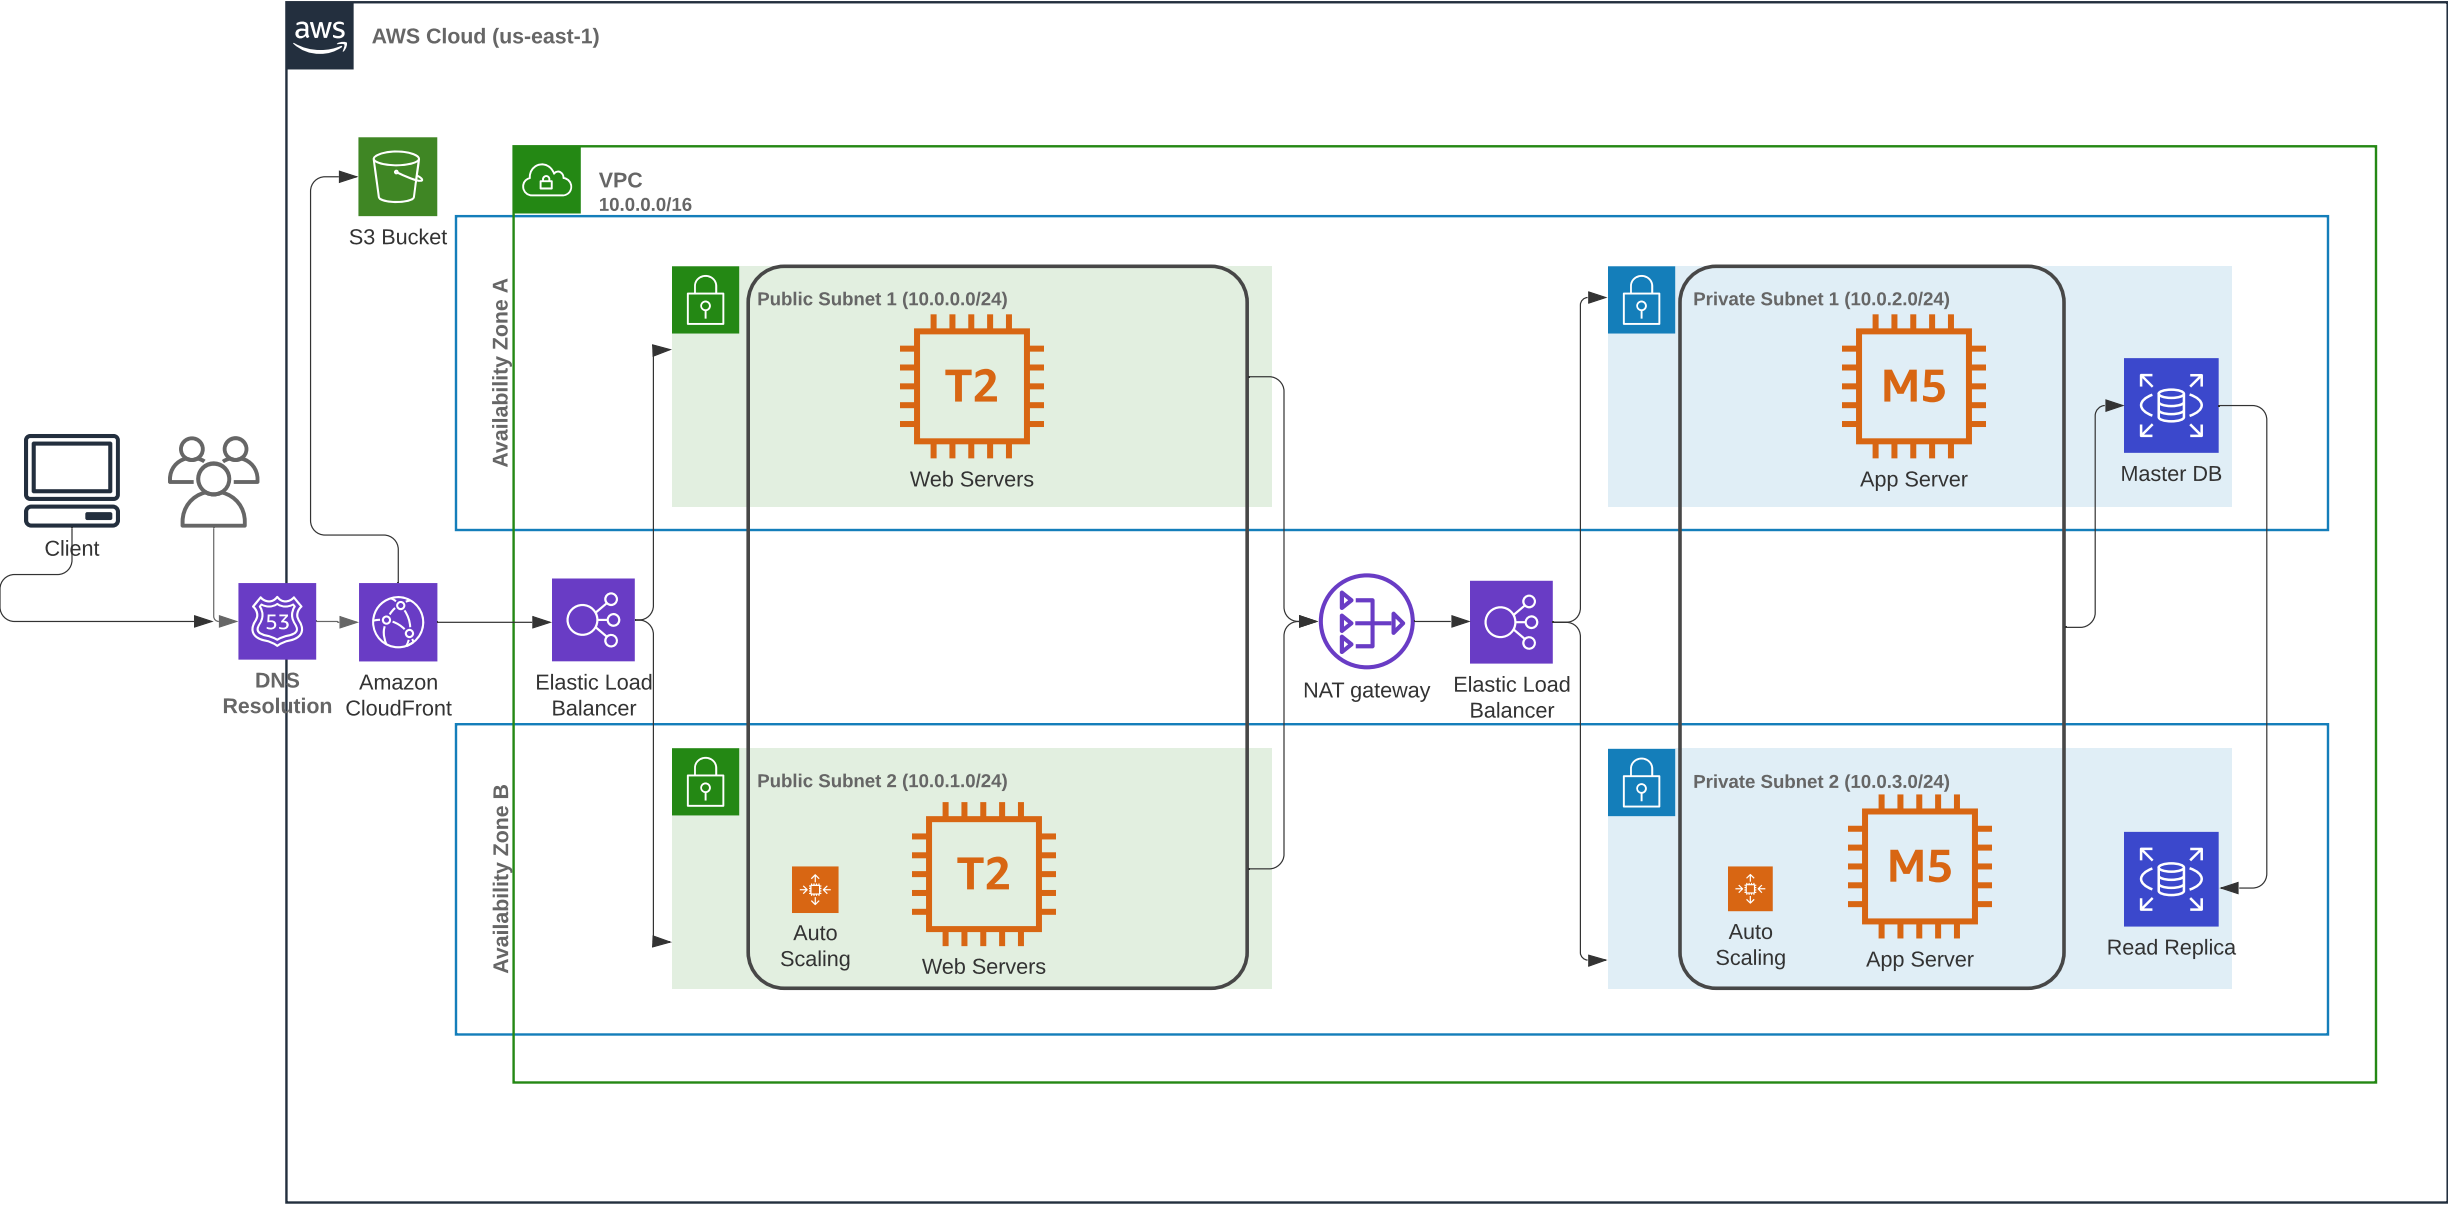 aws
AWS Cloud (us-east-1)
S3 Bucket
VPC
10.0.0.0/16
Availability Zone A
Public Subnet 1 (10.0.0.0/24)
T2
Web Servers
Private Subnet 1 (10.0.2.0/24)
M5
App Server
Master DB
Client
53
DNS
Resolution
Amazon
CloudFront
Elastic Load
Balancer
NAT gateway
Elastic Load
Balancer
Availability Zone B
Public Subnet 2 (10.0.1.0/24)
T2
Auto
Scaling
Web Servers
Private Subnet 2 (10.0.3.0/24)
M5
Auto
Scaling
App Server
Read Replica